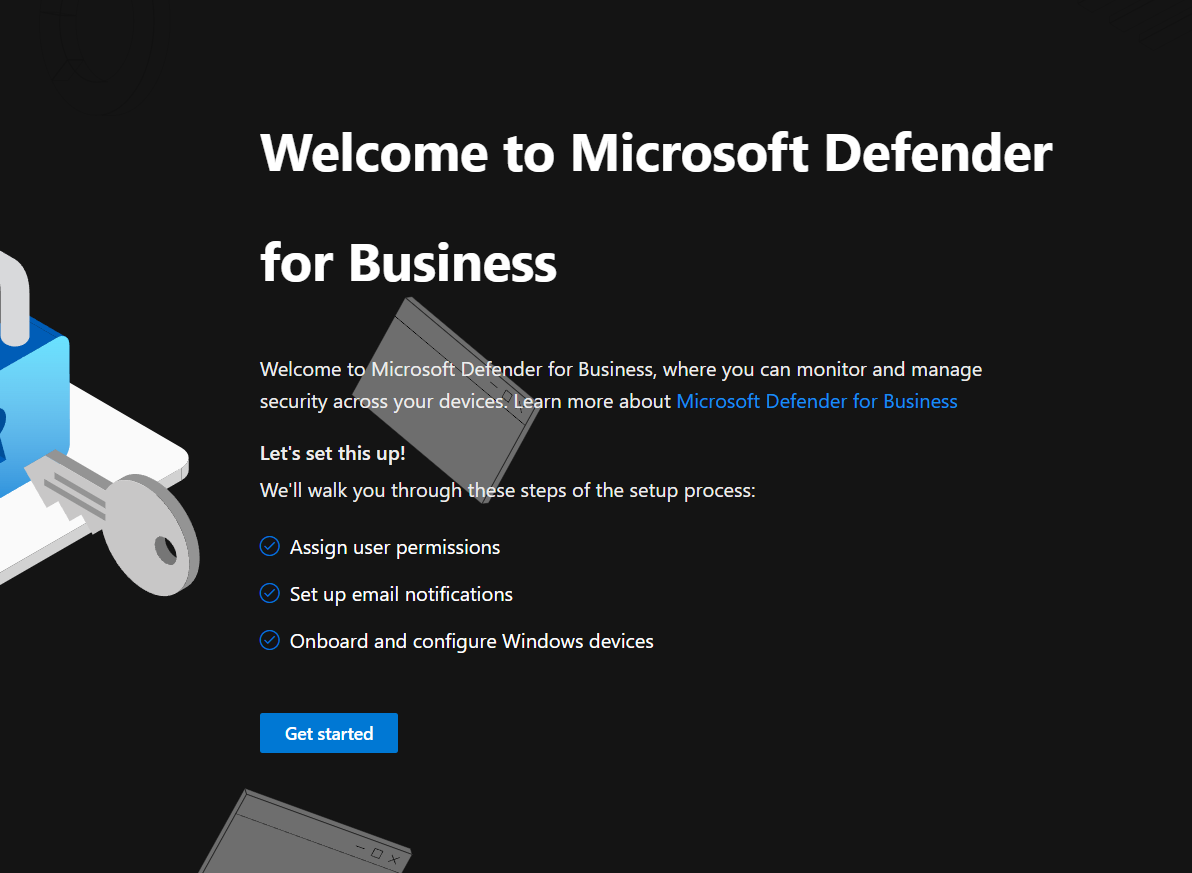 Welcome to Microsoft Defender
for Business
Welcome to Microsoft Defender for Business, where you can monitor and manage
security across your devices. Learn more about Microsoft Defender for Business
Let's set this up!
We'll walk you through these steps of the setup process:
Assign user permissions
Set up email notifications
Onboard and configure Windows devices
Get started